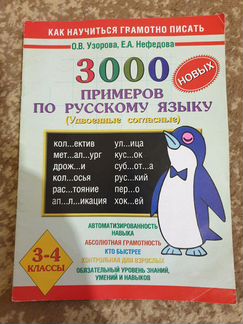 КАК НАУЧИТЬСЯ ГРАМОТНО ПИСАТЬ
О.В. Узорова, Е.А. Нефедова
3000
НОВЫХ
ПРИМЕРОВ
ПО РУССКОМУ ЯЗЫКУ
(Удвоенные согласные)
кол...ектив ул...ица
мет...ал...ург кус...ок
дрож...и суб...от...а
кол...осья рус...кий
рас...тояние пер...о
ап...л...икация хок...ей
АВТОМАТИЗИРОВАННОСТЬ
НАВЫКА
АБСОЛЮТНАЯ ГРАМОТНОСТЬ
КТО БЫСТРЕЕ
КОНТРОЛЬНАЯ ДЛЯ ВЗРОСЛЫХ
ОБЯЗАТЕЛЬНЫЙ УРОВЕНЬ ЗНАНИЙ,
УМЕНИЙ И НАВЫКОВ
3-4
КЛАССЫ